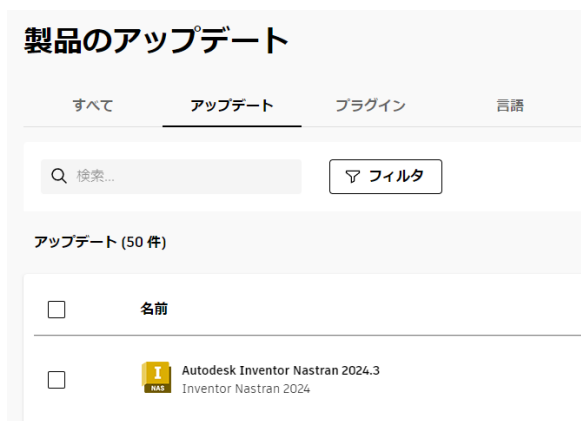 製品のアップデート
すべて アップデート プラグイン 言語
検索... フィルタ
アップデート (50 件)
名前
I
NAS
Autodesk Inventor Nastran 2024.3
Inventor Nastran 2024